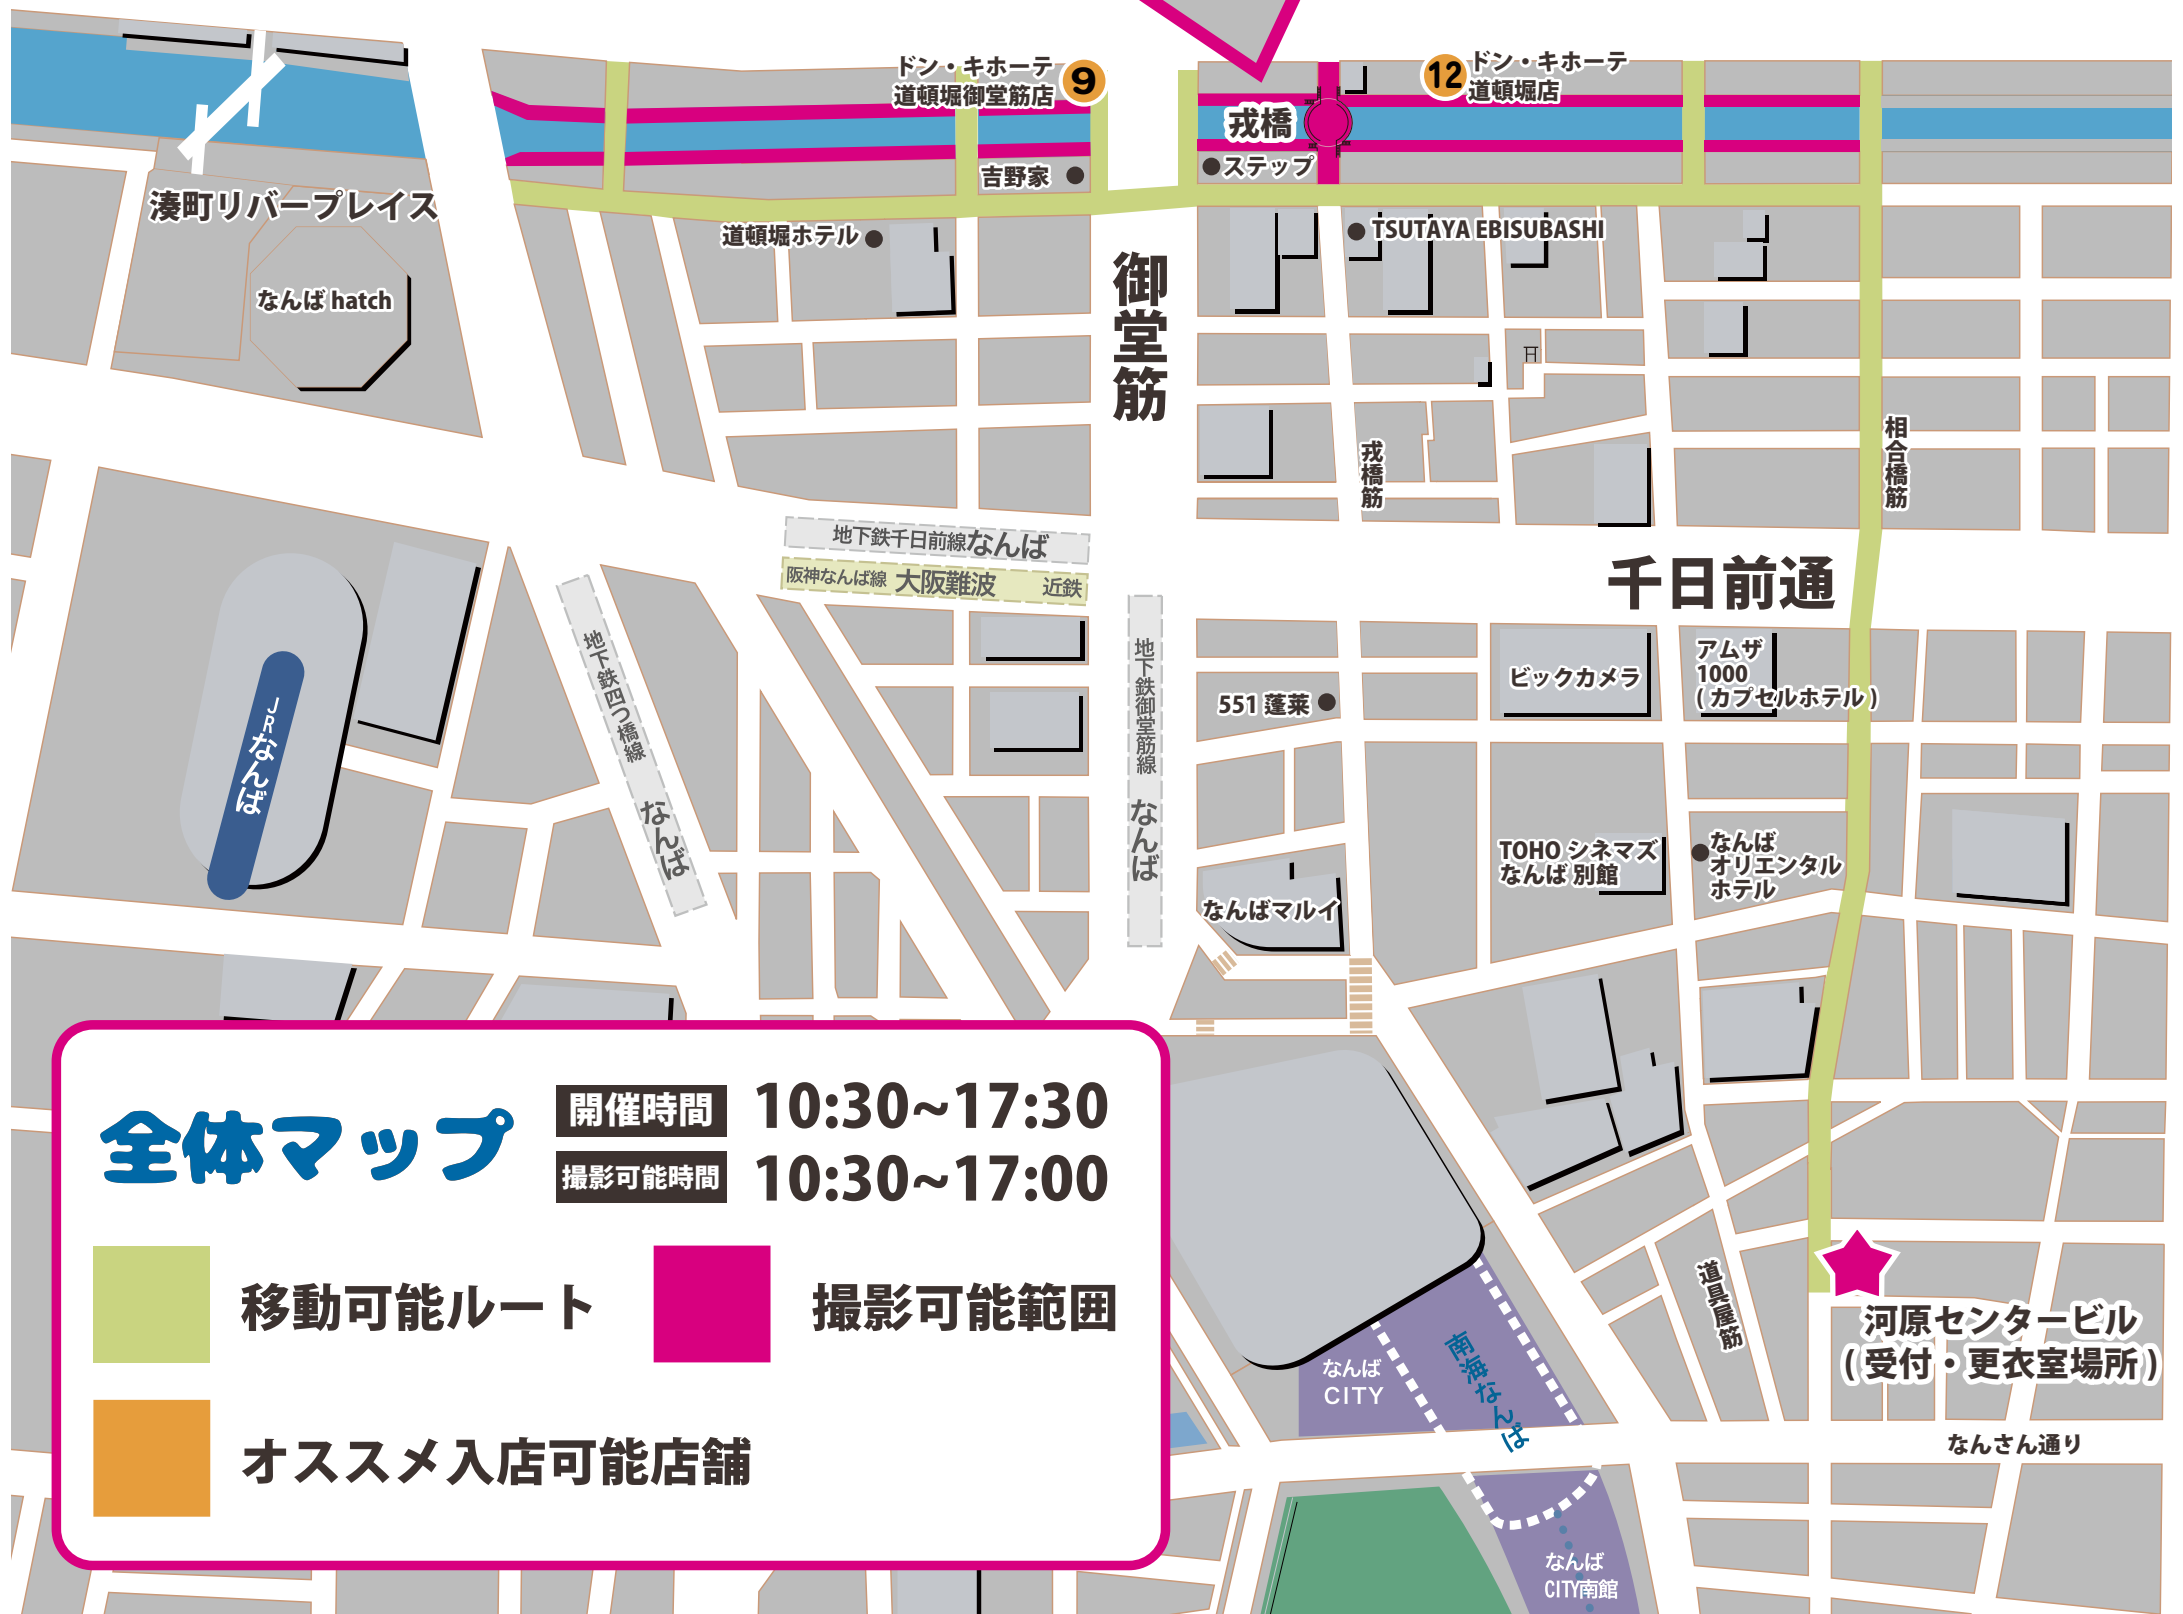 ドン・キホーテ
道頓堀御堂筋店
9
12
ドン・キホーテ
道頓堀店
戎橋
ステップ
吉野家
湊町リバープレイス
道頓堀ホテル
TSUTAYA EBISUBASHI
なんば hatch
御堂筋
戎橋筋
相合橋筋
地下鉄千日前線なんば
阪神なんば線 大阪難波 近鉄
千日前通
地下鉄四つ橋線 なんば
地下鉄御堂筋線 なんば
JRなんば
551 蓬莱
ビックカメラ
アムザ
1000
( カプセルホテル )
TOHO シネマズ
なんば 別館
なんば
オリエンタル
ホテル
なんばマルイ
全体マップ
開催時間 10:30~17:30
撮影可能時間 10:30~17:00
移動可能ルート
撮影可能範囲
オススメ入店可能店舗
道具屋筋
河原センタービル
( 受付・更衣室場所 )
なんば
CITY
南海なんば
なんさん通り
なんば
CITY南館